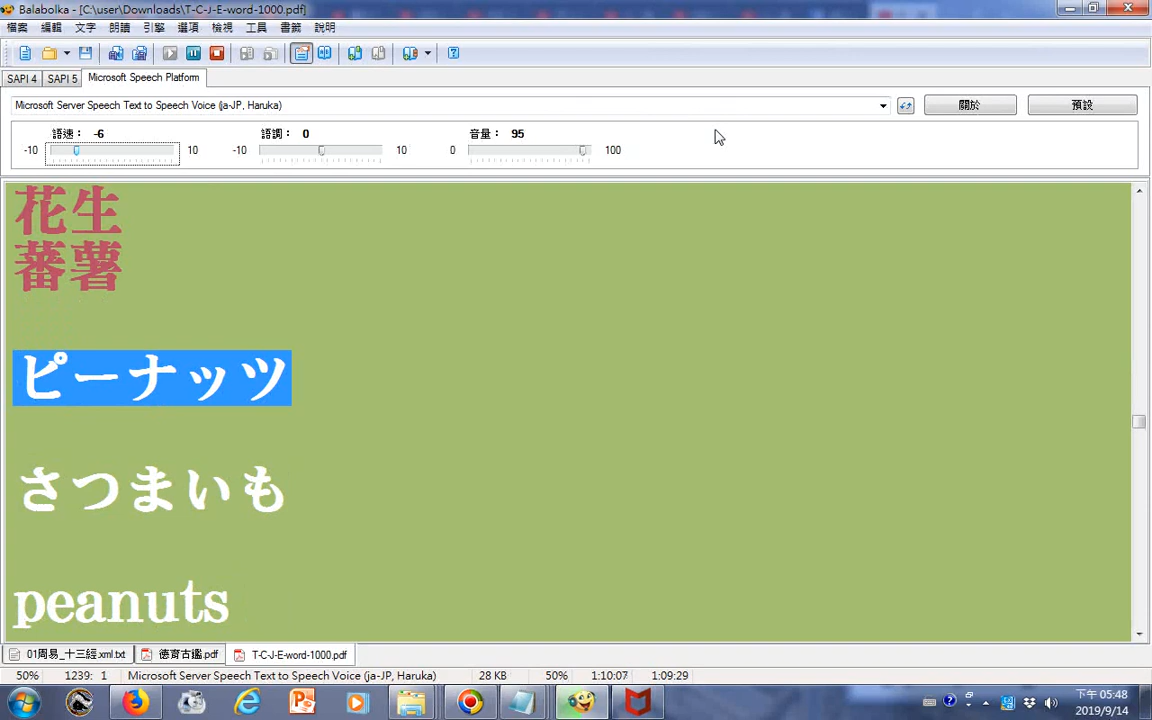 Balabolka - [C:\user\Downloads\T-C-J-E-word-1000.pdf]
檔案 編輯 文字 朗讀 引擎 選項 檢視 工具 書籤 說明
SAPI 4 SAPI 5 Microsoft Speech Platform
Microsoft Server Speech Text to Speech Voice (ja-JP, Haruka) 關於 預設
語速： -6 語調： 0 音量： 95
-10 10 -10 10 0 100
花生
蕃薯
ピーナッツ
さつまいも
peanuts
01周易_十三經.xml.txt 德育古鑑.pdf T-C-J-E-word-1000.pdf
50% 1239: 1 Microsoft Server Speech Text to Speech Voice (ja-JP, Haruka) 28 KB 50% 1:10:07 1:09:29
下午 05:48
2019/9/14